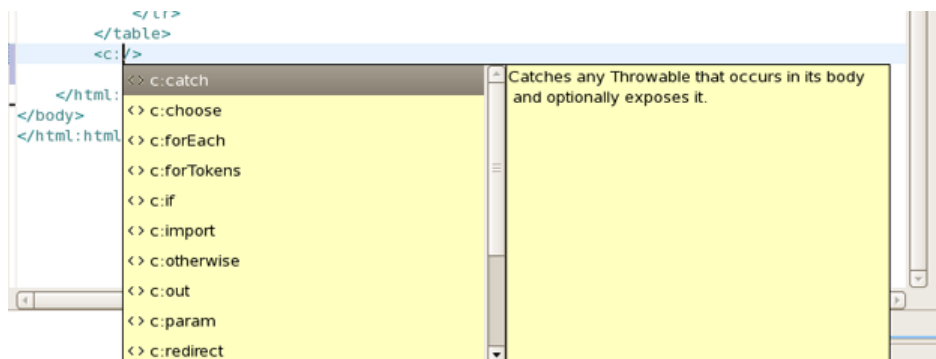 </tr>
</table>
<c:/>
</html:
</body>
</html:html
<> c:catch
<> c:choose
<> c:forEach
<> c:forTokens
<> c:if
<> c:import
<> c:otherwise
<> c:out
<> c:param
<> c:redirect
Catches any Throwable that occurs in its body
and optionally exposes it.